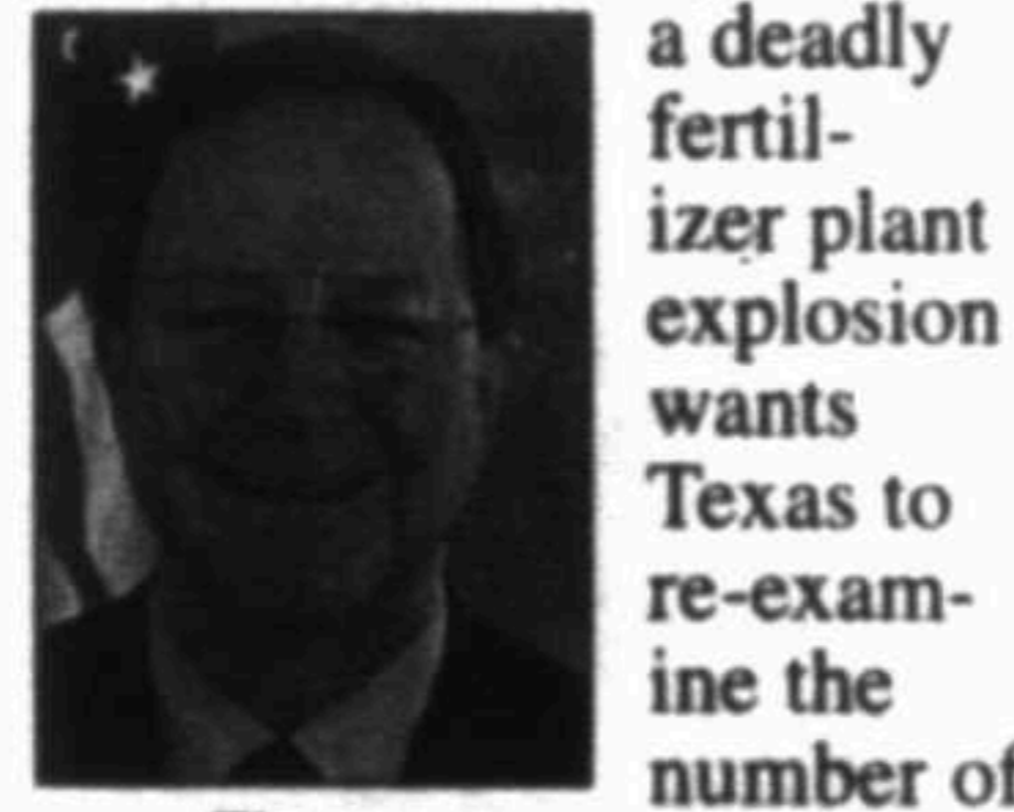 a deadly
fertil-
izer plant
explosion
wants
Texas to
re-exam-
ine the
number of